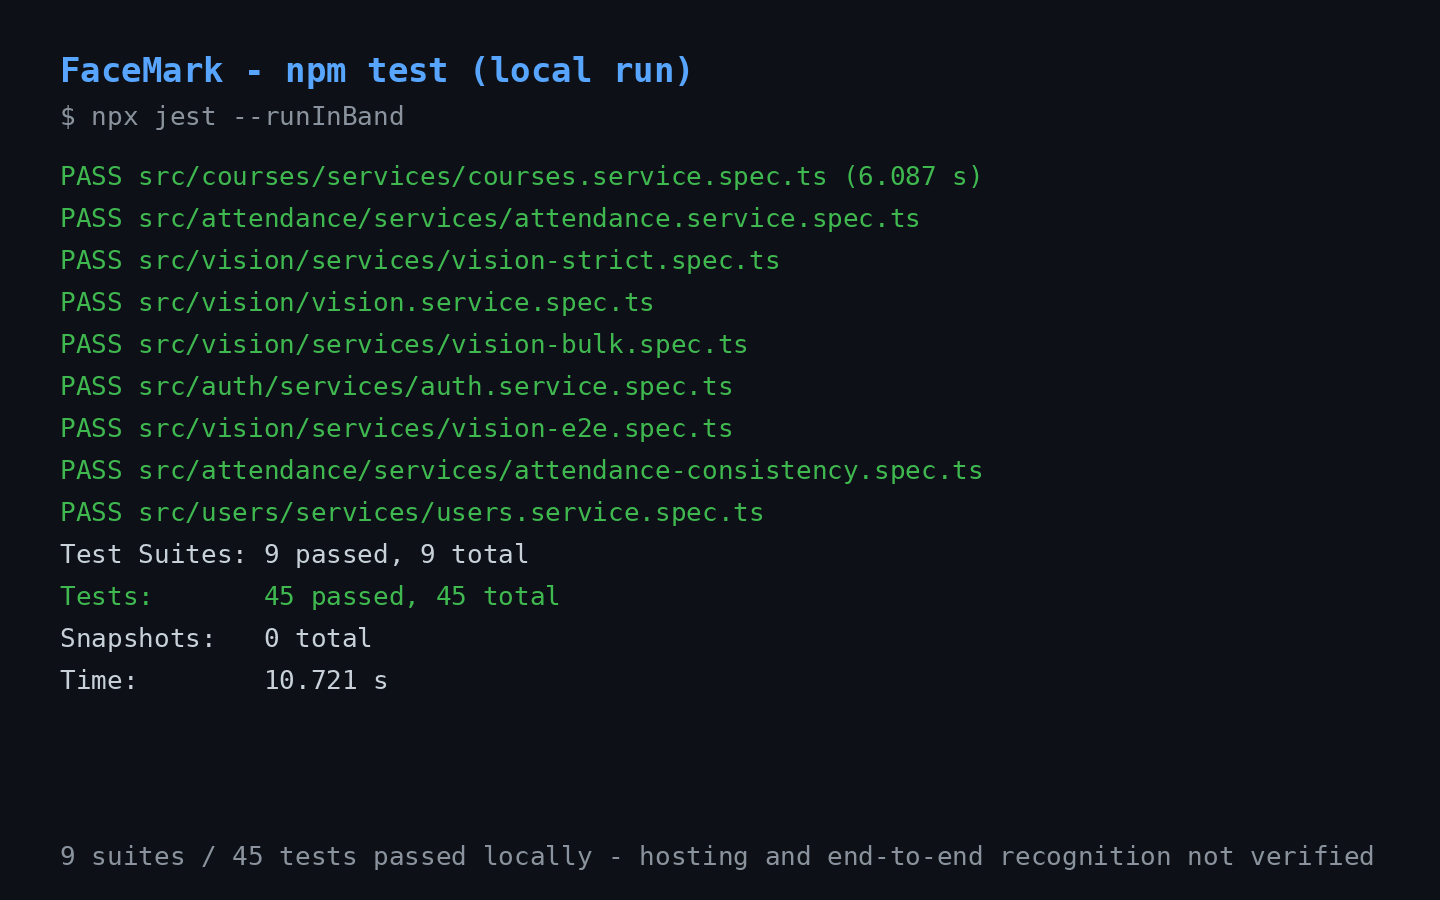 FaceMark - npm test (local run)
$ npx jest --runInBand
PASS src/courses/services/courses.service.spec.ts (6.087 s)
PASS src/attendance/services/attendance.service.spec.ts
PASS src/vision/services/vision-strict.spec.ts
PASS src/vision/vision.service.spec.ts
PASS src/vision/services/vision-bulk.spec.ts
PASS src/auth/services/auth.service.spec.ts
PASS src/vision/services/vision-e2e.spec.ts
PASS src/attendance/services/attendance-consistency.spec.ts
PASS src/users/services/users.service.spec.ts
Test Suites: 9 passed, 9 total
Tests:       45 passed, 45 total
Snapshots:   0 total
Time:        10.721 s
9 suites / 45 tests passed locally - hosting and end-to-end recognition not verified